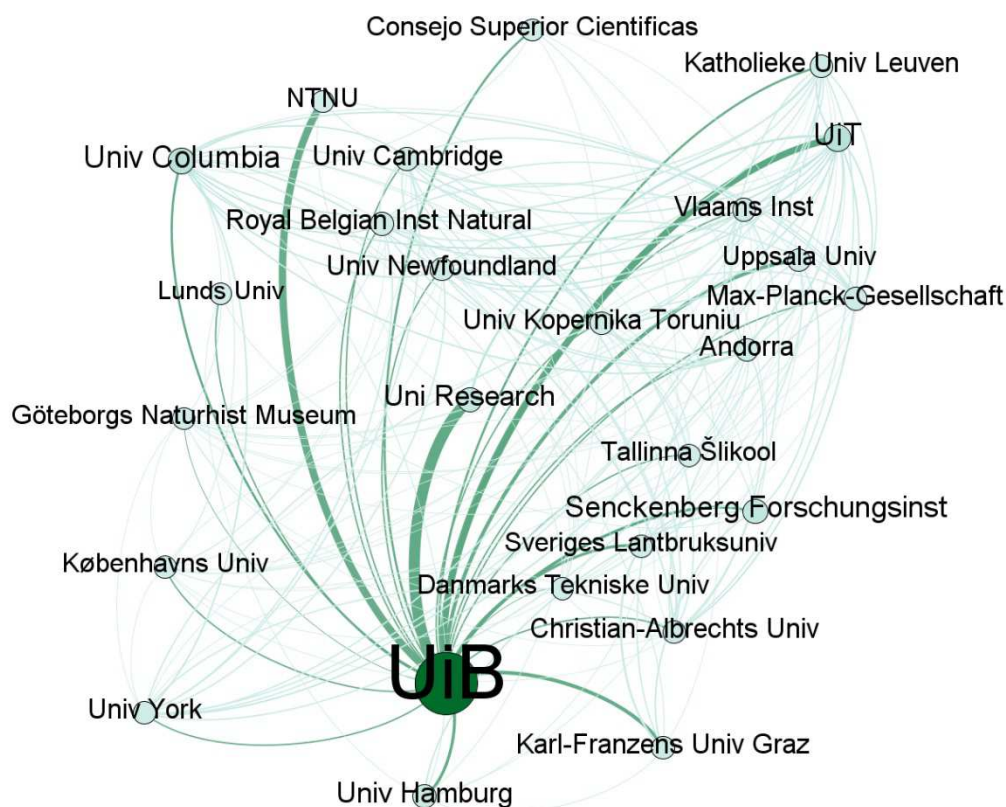 Consejo Superior Cientificas
Katholieke Univ Leuven
NTNU
UiT
Univ Columbia
Univ Cambridge
Vlaams Inst
Royal Belgian Inst Natural
Uppsala Univ
Univ Newfoundland
Lunds Univ
Max-Planck-Gesellschaft
Univ Kopernika Toruniu
Andorra
Uni Research
Göteborgs Naturhist Museum
Tallinna Šlikool
Senckenberg Forschungsinst
Sveriges Lantbruksuniv
Københavns Univ
Danmarks Tekniske Univ
Christian-Albrechts Univ
UiB
Univ York
Karl-Franzens Univ Graz
Univ Hamburg